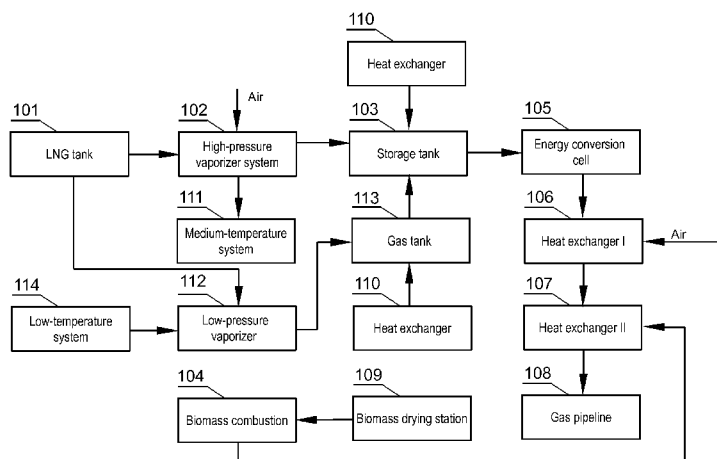 110
Heat exchanger
101
102
Air
103
105
LNG tank
High-pressure
vaporizer system
Storage tank
Energy conversion
cell
111
113
106
Medium-temperature
system
Gas tank
Heat exchanger I
Air
114
112
110
107
Low-temperature
system
Low-pressure
vaporizer
Heat exchanger
Heat exchanger II
104
109
108
Biomass combustion
Biomass drying station
Gas pipeline